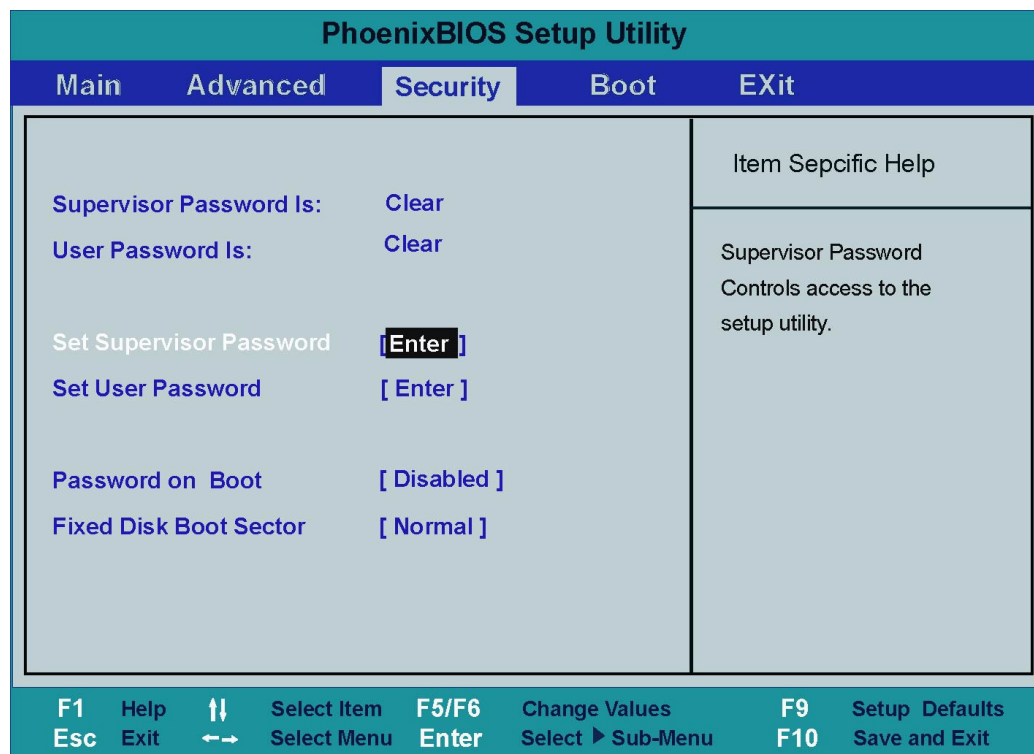 PhoenixBIOS Setup Utility
Main Advanced Security Boot EXit
Item Sepcific Help
Supervisor Password Is: Clear
User Password Is: Clear
Supervisor Password
Controls access to the
setup utility.
Set Supervisor Password [Enter ]
Set User Password [ Enter ]
Password on Boot [ Disabled ]
Fixed Disk Boot Sector [ Normal ]
F1 Help ↑↓ Select Item F5/F6 Change Values F9 Setup Defaults
Esc Exit ←→ Select Menu Enter Select ▶ Sub-Menu F10 Save and Exit